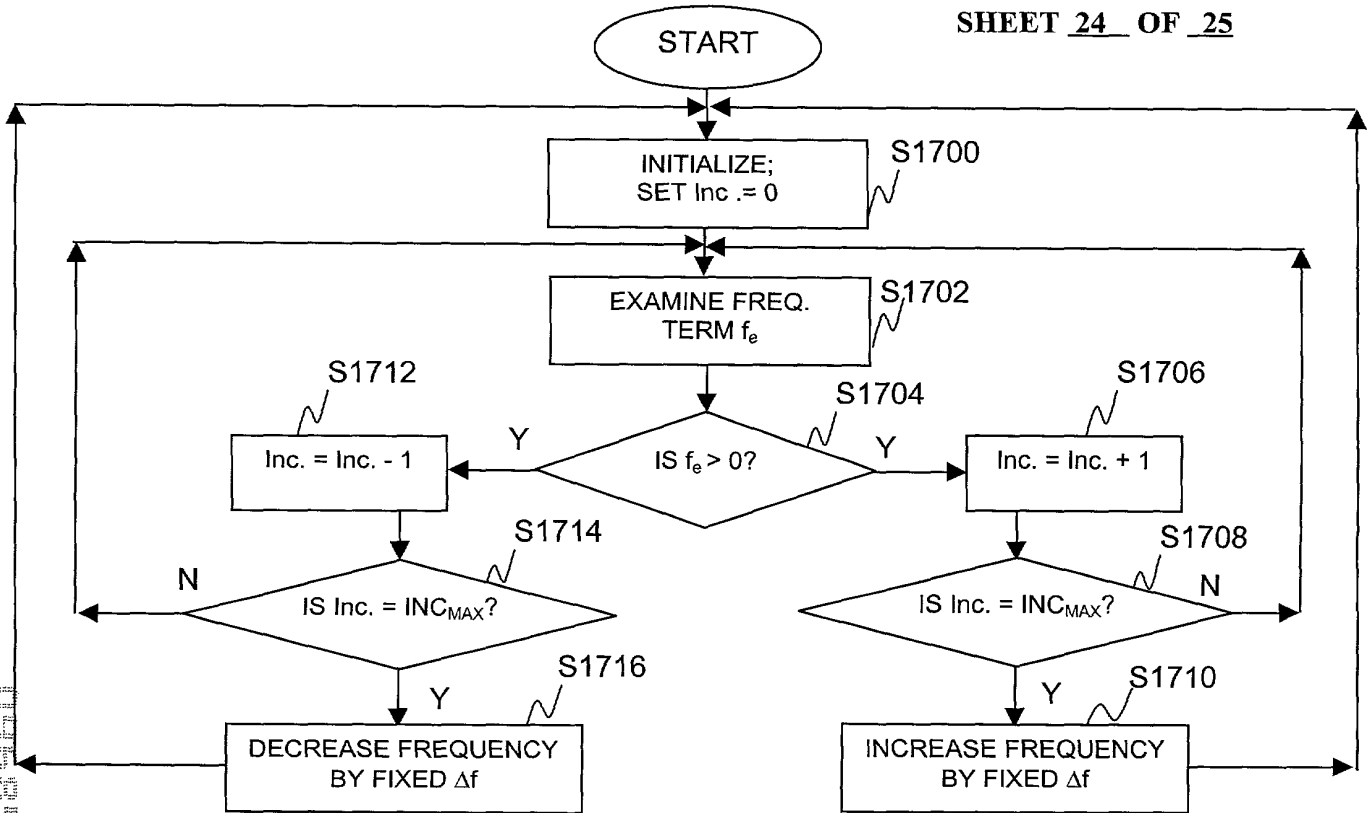 SHEET 24 OF 25
START
INITIALIZE;
SET Inc .= 0
S1700
EXAMINE FREQ.
TERM fe
S1702
S1712
S1704
S1706
Inc. = Inc. - 1
Y
IS fe > 0?
Y
Inc. = Inc. + 1
S1714
S1708
N
IS Inc. = INCMAX?
IS Inc. = INCMAX?
N
S1716
S1710
Y
Y
DECREASE FREQUENCY
BY FIXED Δf
INCREASE FREQUENCY
BY FIXED Δf